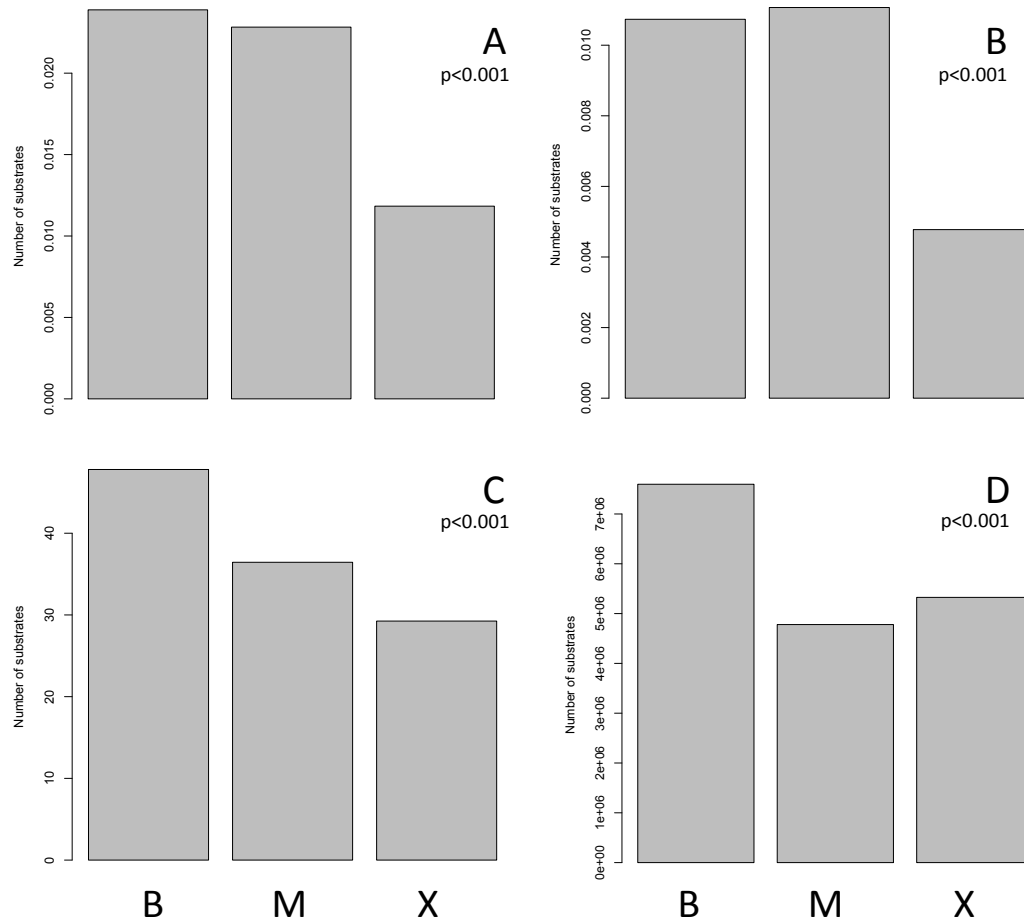 A
p<0.001
Number of substrates
0.020
0.015
0.010
0.005
0.000
B
p<0.001
Number of substrates
0.010
0.008
0.006
0.004
0.002
0.000
C
p<0.001
Number of substrates
40
30
20
10
0
D
p<0.001
Number of substrates
7e+06
6e+06
5e+06
4e+06
3e+06
2e+06
1e+06
0e+00
B M X
B M X